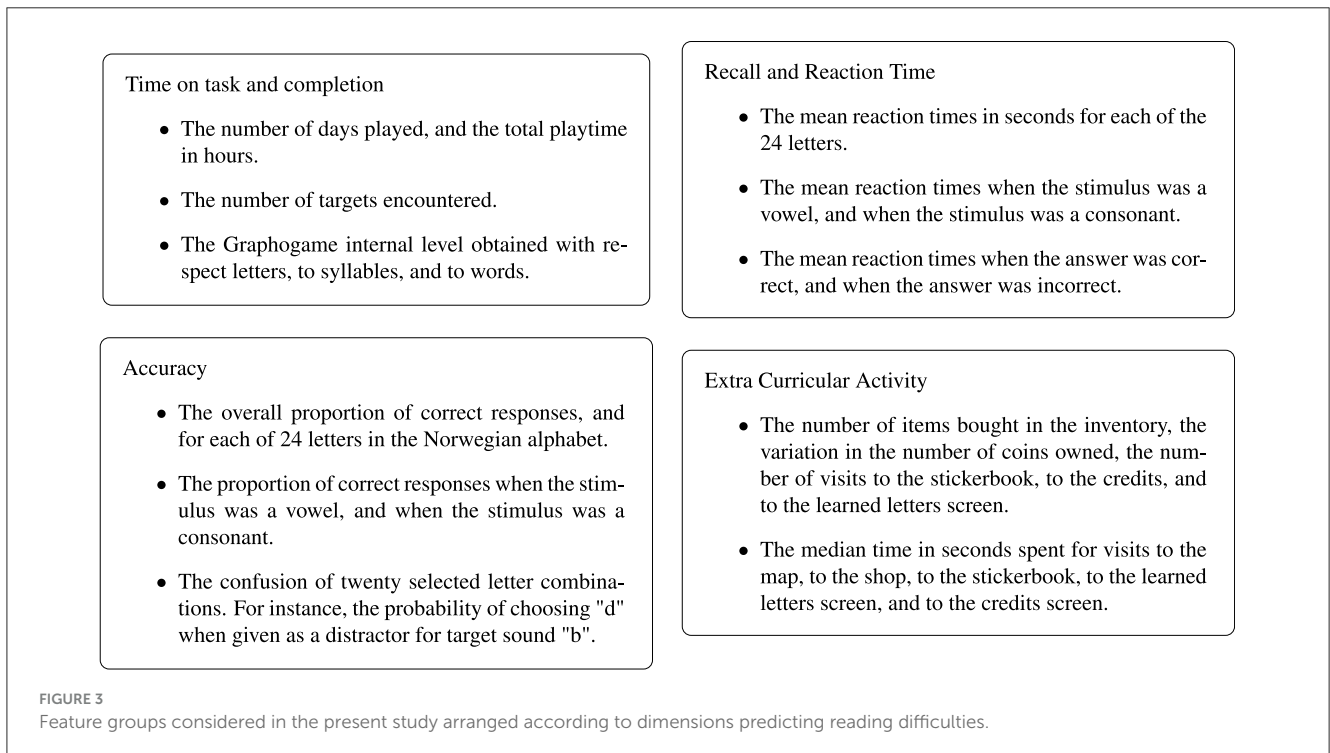 Time on task and completion
• The number of days played, and the total playtime
in hours.
• The number of targets encountered.
• The Graphogame internal level obtained with re-
spect letters, to syllables, and to words.
Recall and Reaction Time
• The mean reaction times in seconds for each of the
24 letters.
• The mean reaction times when the stimulus was a
vowel, and when the stimulus was a consonant.
• The mean reaction times when the answer was cor-
rect, and when the answer was incorrect.
Accuracy
• The overall proportion of correct responses, and
for each of 24 letters in the Norwegian alphabet.
• The proportion of correct responses when the stim-
ulus was a vowel, and when the stimulus was a
consonant.
• The confusion of twenty selected letter combina-
tions. For instance, the probability of choosing "d"
when given as a distractor for target sound "b".
Extra Curricular Activity
• The number of items bought in the inventory, the
variation in the number of coins owned, the num-
ber of visits to the stickerbook, to the credits, and
to the learned letters screen.
• The median time in seconds spent for visits to the
map, to the shop, to the stickerbook, to the learned
letters screen, and to the credits screen.
FIGURE 3
Feature groups considered in the present study arranged according to dimensions predicting reading difficulties.